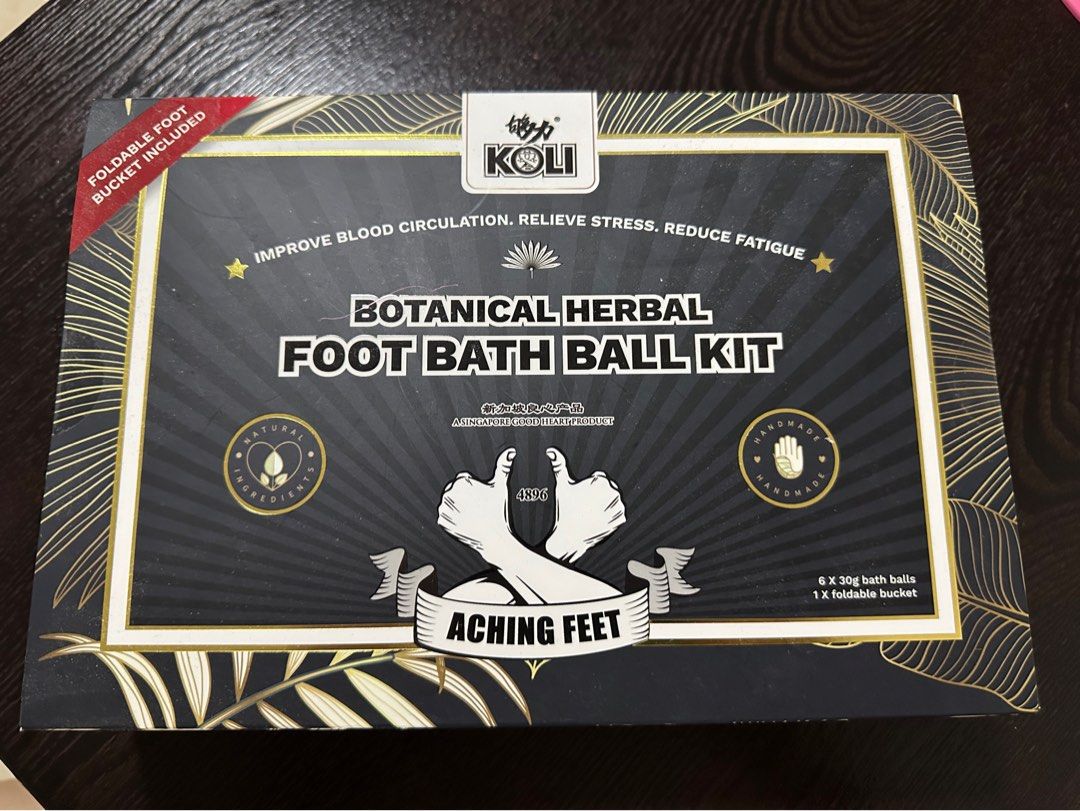 FOLDABLE FOOT
BUCKET INCLUDED
够多力®
KOLI
IMPROVE BLOOD CIRCULATION. RELIEVE STRESS. REDUCE FATIGUE
BOTANICAL HERBAL
FOOT BATH BALL KIT
新加坡良心产品
A SINGAPORE GOOD HEART PRODUCT
NATURAL
INGREDIENTS
HANDMADE
HANDMADE
4896
ACHING FEET
6 X 30g bath balls
1 X foldable bucket